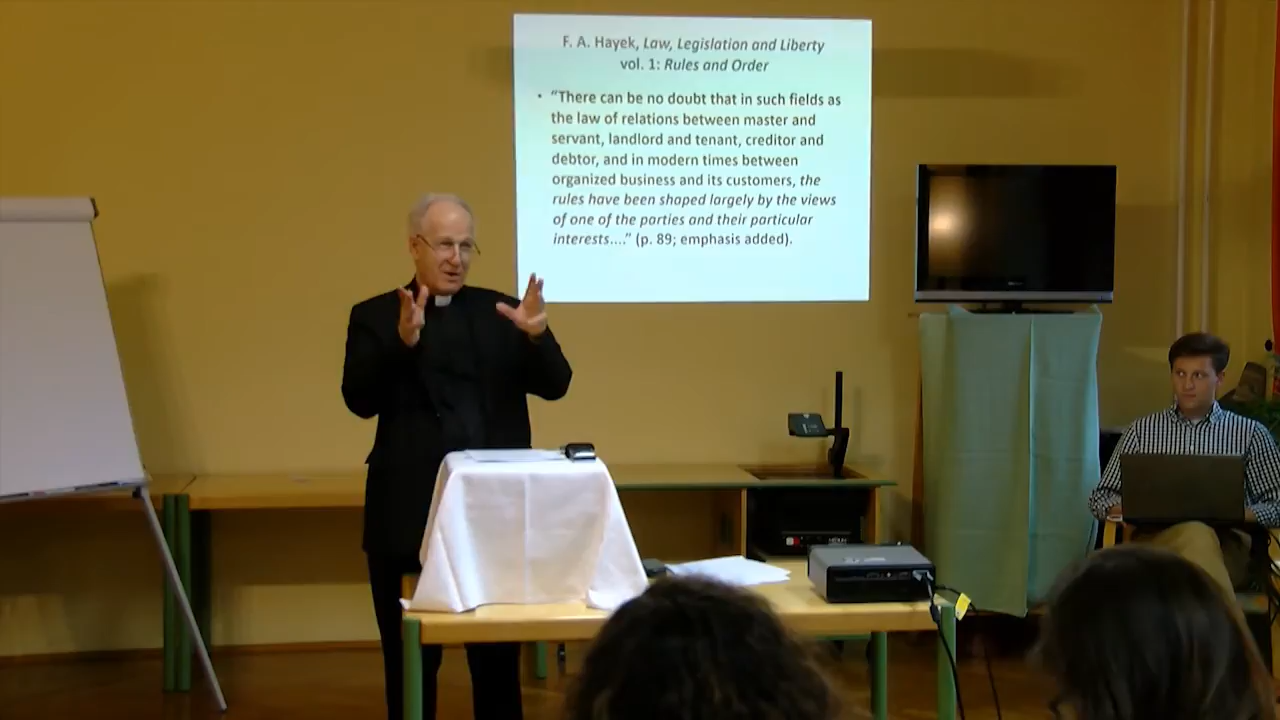 F. A. Hayek, Law, Legislation and Liberty
vol. 1: Rules and Order
• “There can be no doubt that in such fields as
the law of relations between master and
servant, landlord and tenant, creditor and
debtor, and in modern times between
organized business and its customers, the
rules have been shaped largely by the views
of one of the parties and their particular
interests....” (p. 89; emphasis added).